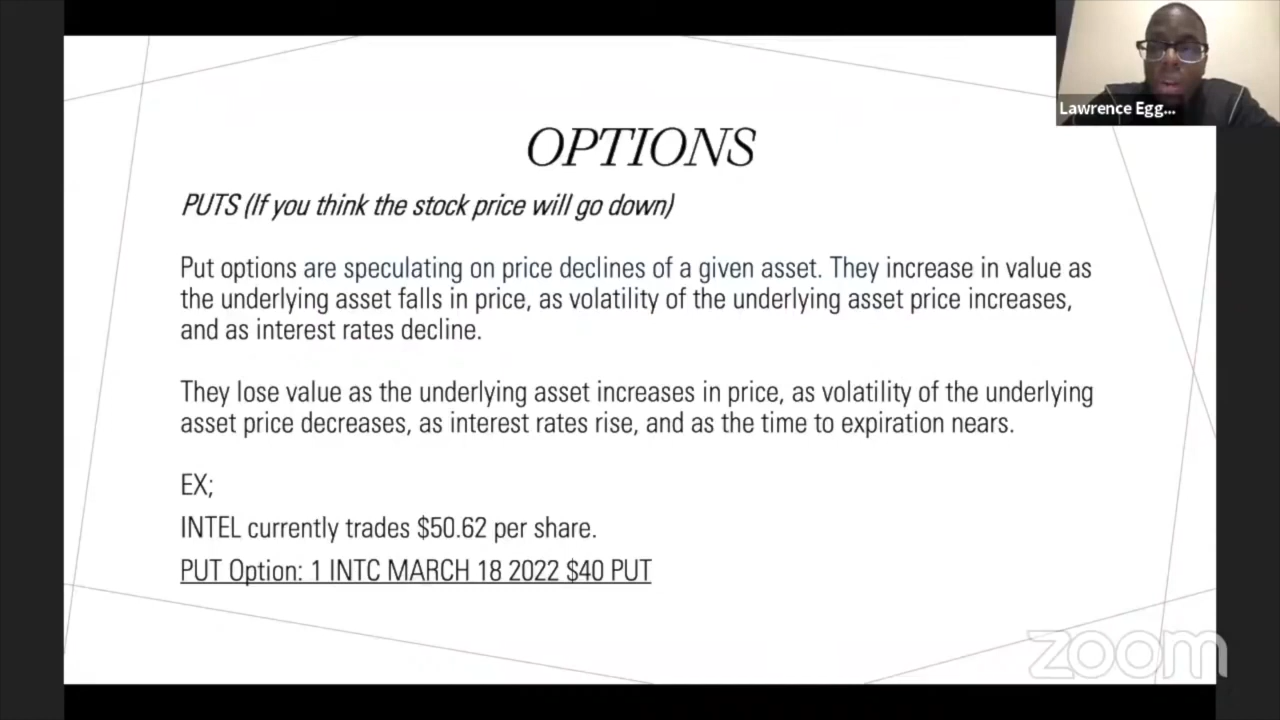 Lawrence Egg...
OPTIONS
PUTS (If you think the stock price will go down)
Put options are speculating on price declines of a given asset. They increase in value as
the underlying asset falls in price, as volatility of the underlying asset price increases,
and as interest rates decline.
They lose value as the underlying asset increases in price, as volatility of the underlying
asset price decreases, as interest rates rise, and as the time to expiration nears.
EX;
INTEL currently trades $50.62 per share.
PUT Option: 1 INTC MARCH 18 2022 $40 PUT
zoom